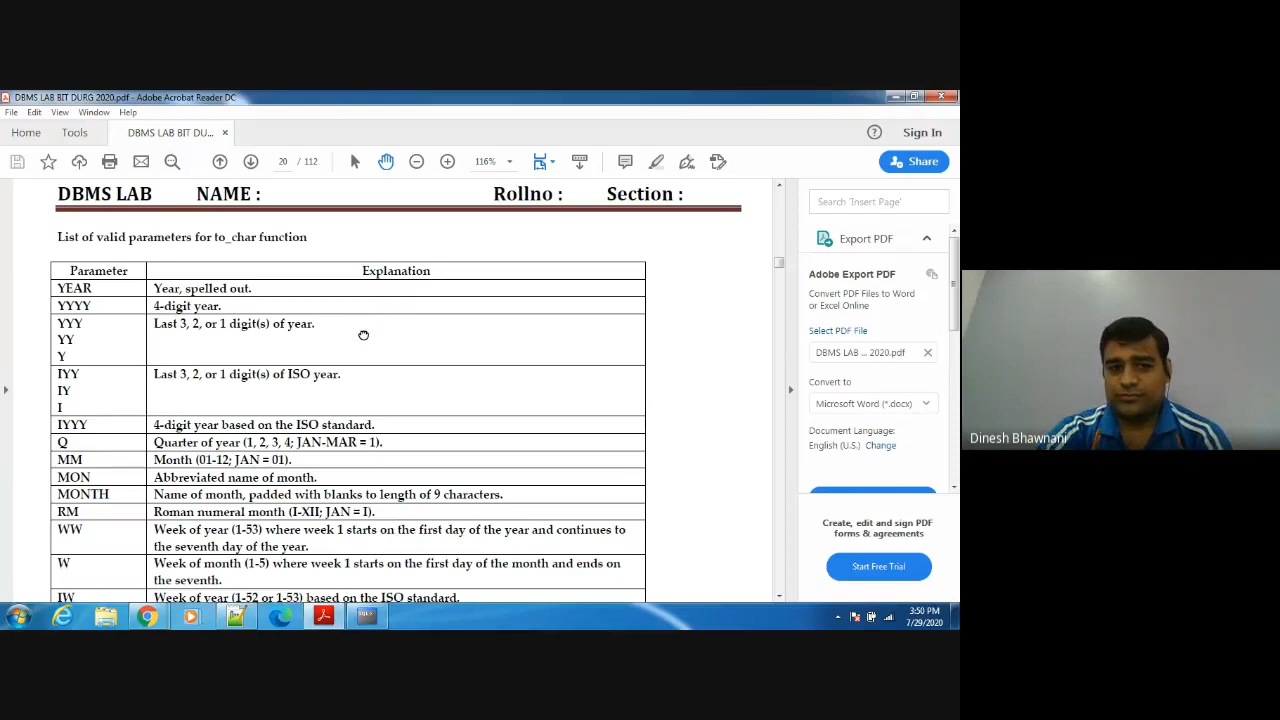 DBMS LAB BIT DURG 2020.pdf - Adobe Acrobat Reader DC
File Edit View Window Help
Home Tools DBMS LAB BIT DU... × ? Sign In
20 / 112 116% Share
DBMS LAB NAME : Rollno : Section :
List of valid parameters for to_char function
Parameter Explanation
YEAR Year, spelled out.
YYYY 4-digit year.
YYY Last 3, 2, or 1 digit(s) of year.
YY
Y
IYY Last 3, 2, or 1 digit(s) of ISO year.
IY
I
IYYY 4-digit year based on the ISO standard.
Q Quarter of year (1, 2, 3, 4; JAN-MAR = 1).
MM Month (01-12; JAN = 01).
MON Abbreviated name of month.
MONTH Name of month, padded with blanks to length of 9 characters.
RM Roman numeral month (I-XII; JAN = I).
WW Week of year (1-53) where week 1 starts on the first day of the year and continues to
the seventh day of the year.
W Week of month (1-5) where week 1 starts on the first day of the month and ends on
the seventh.
IW Week of year (1-52 or 1-53) based on the ISO standard.
Search 'Insert Page'
Export PDF
Adobe Export PDF
Convert PDF Files to Word
or Excel Online
Select PDF File
DBMS LAB ... 2020.pdf ×
Convert to
Microsoft Word (*.docx)
Document Language:
English (U.S.) Change
Create, edit and sign PDF
forms & agreements
Start Free Trial
3:50 PM
7/29/2020
Dinesh Bhawnani